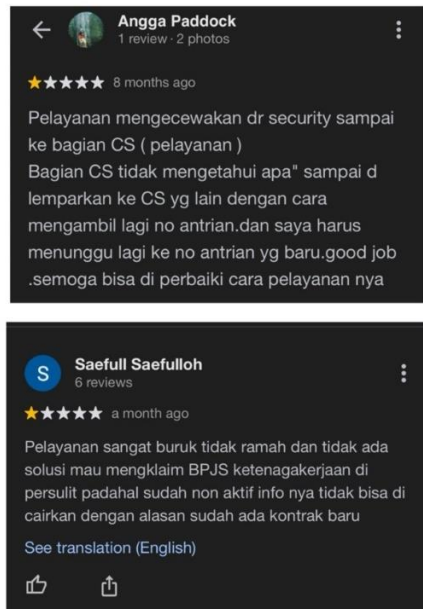 Angga Paddock
1 review · 2 photos
8 months ago
Pelayanan mengecewakan dr security sampai
ke bagian CS ( pelayanan )
Bagian CS tidak mengetahui apa" sampai d
lemparkan ke CS yg lain dengan cara
mengambil lagi no antrian.dan saya harus
menunggu lagi ke no antrian yg baru.good job
.semoga bisa di perbaiki cara pelayanan nya
S
Saefull Saefulloh
6 reviews
a month ago
Pelayanan sangat buruk tidak ramah dan tidak ada
solusi mau mengklaim BPJS ketenagakerjaan di
persulit padahal sudah non aktif info nya tidak bisa di
cairkan dengan alasan sudah ada kontrak baru
See translation (English)